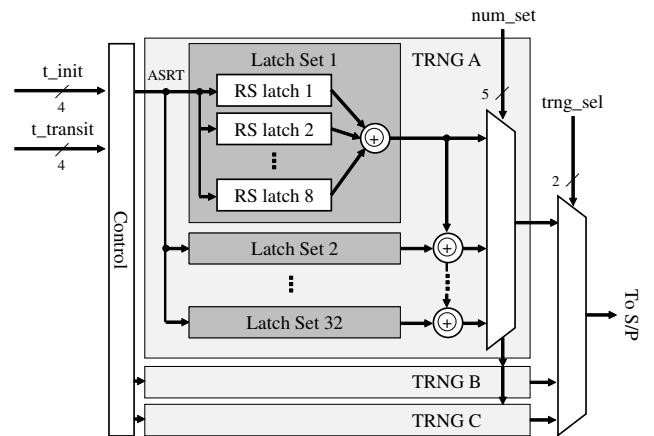 num_set
t_init
4
t_transit
4
Control
ASRT
Latch Set 1
TRNG A
RS latch 1
RS latch 2
RS latch 8
5
trng_sel
2
Latch Set 2
Latch Set 32
To S/P
TRNG B
TRNG C